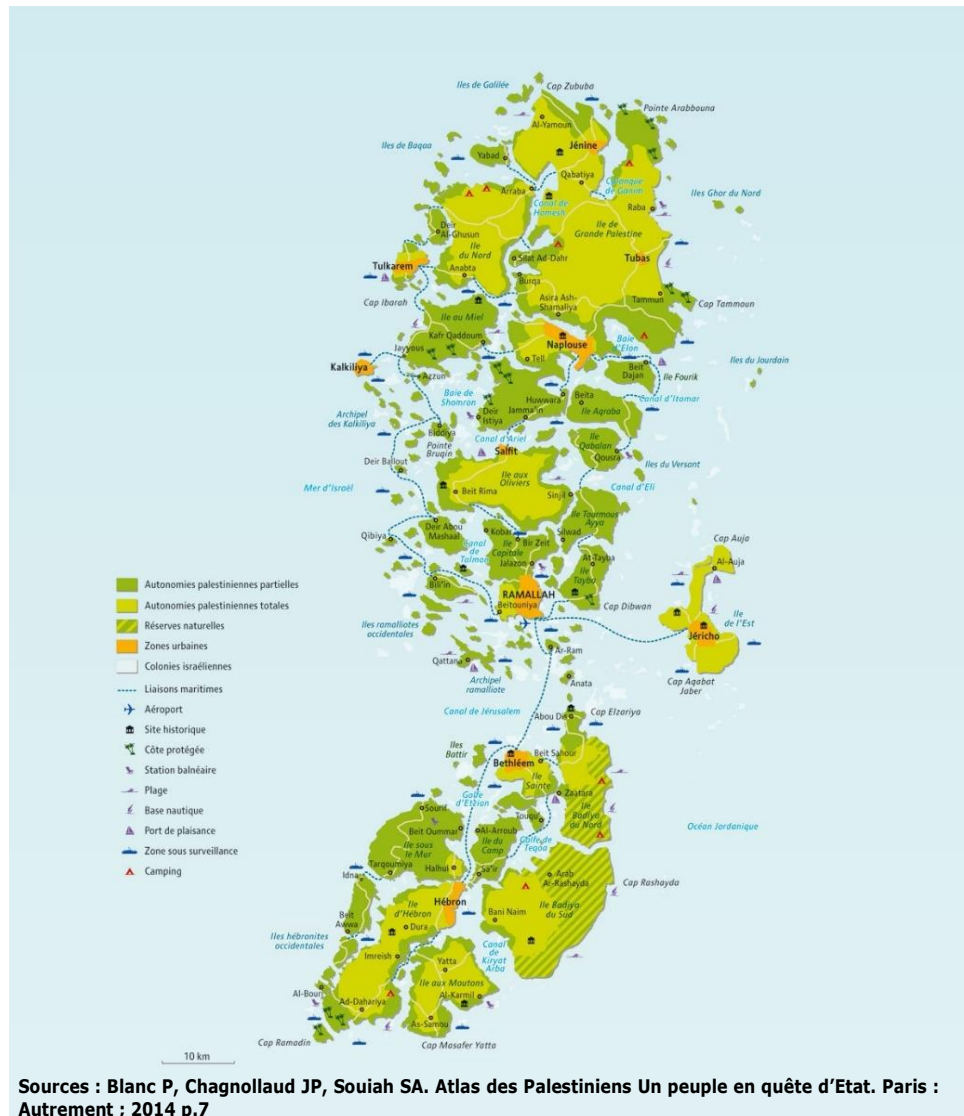 Iles de Galilée
Cap Zububa
Pointe Arabbouna
Al-Yamoun
Jénine
Iles de Baqaa
Yabad
Qabatiya
Arraba
Canal de Homesh
Raba
Iles Ghor du Nord
Deir
Al-Ghusun
Ile
du Nord
Ile de
Grande Palestine
Silat Ad-Dahr
Tulkarem
Anabta
Tubas
Burqa
Cap Ibarah
Asira Ash-
Shamaliya
Tammun
Cap Tammoun
Ile au Miel
Kafr Qaddoum
Naplouse
Baie
d'Elon
Jayyous
Tell
Beit
Dajan
Iles du Jourdain
Kalkiliya
Azzun
Ile Fourik
Baie de
Shomron
Huwwara
Beita
Canal d'Itamar
Archipel
des Kalkiliya
Deir
Istiya
Jamma'in
Ile Aqraba
Biddiya
Pointe
Bruqin
Canal d'Ariel
Ile
Qabalan
Salfit
Qousra
Deir Ballout
Iles du Versant
Ile aux
Oliviers
Mer d'Israël
Beit Rima
Sinjil
Canal d'Eli
Ile Tourmous
Ayya
Deir Abou
Mashaal
Kobar
Silwad
Cap Auja
Qibiya
Canal
de
Talmon
Ile
Capitale
Bir Zeit
Al-Auja
Jalazon
At-Tayba
Ile
Tayba
Bili'in
RAMALLAH
Beitouniya
Cap Dibwan
Ile
de l'Est
Iles ramalliotes
occidentales
Jéricho
Ar-Ram
Qattana
Cap Aqabat
Jaber
Archipel
ramalliote
Anata
Canal de Jérusalem
Abou Dis
Cap Elzariya
Iles
Battir
Bethléem
Beit Sahour
Ile
Sainte
Golfe
d'Etzion
Zaatara
Ile
Badiya
du Nord
Sourif
Touqu
Océan Jordanique
Beit Oummar
Al-Arroub
Ile sous
le Mur
Ile du
Camp
Golfe de
Teqoa
Tarqoumiya
Idna
Halhul
Sa'ir
Arab
Ar-Rashayda
Cap Rashayda
Hébron
Ile
d'Hébron
Ile Badiya
du Sud
Beit
Awwa
Bani Naim
Dura
Iles hébronites
occidentales
Canal
de
Kiryat
Arba
Imreish
Yatta
Ile aux Moutons
Al-Bourj
Al-Karmil
Ad-Dahariya
As-Samou
Cap Ramadin
Cap Masafer Yatta
Autonomies palestiniennes partielles
Autonomies palestiniennes totales
Réserves naturelles
Zones urbaines
Colonies israéliennes
Liaisons maritimes
Aéroport
Site historique
Côte protégée
Station balnéaire
Plage
Base nautique
Port de plaisance
Zone sous surveillance
Camping
10 km
Sources : Blanc P, Chagnollaud JP, Souiah SA. Atlas des Palestiniens Un peuple en quête d'Etat. Paris :
Autrement ; 2014 p.7